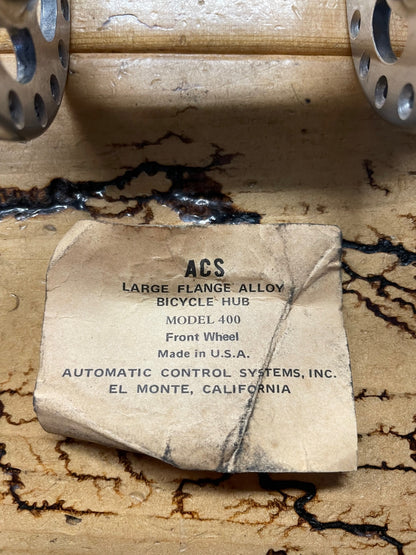 ACS
LARGE FLANGE ALLOY
BICYCLE HUB
MODEL 400
Front Wheel
Made in U.S.A.
AUTOMATIC CONTROL SYSTEMS, INC.
EL MONTE, CALIFORNIA